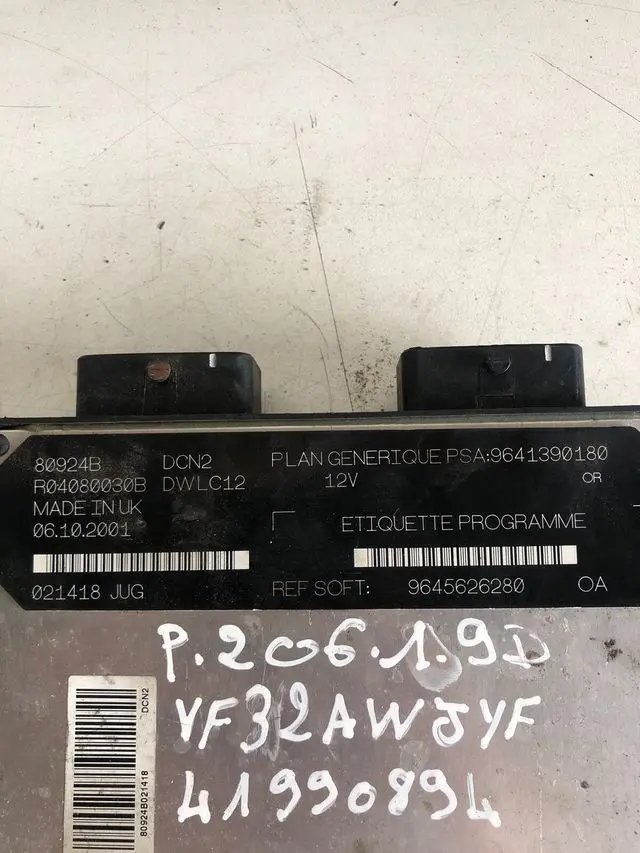 80924B DCN2 PLAN GENERIQUE PSA:9641390180
R04080030B DWLC12 12V OR
MADE IN UK
06.10.2001 ETIQUETTE PROGRAMME
021418 JUG REF SOFT: 9645626280 OA
P.206.1.9D
VF32AWJYF
41990894
DCN2
80924B021418